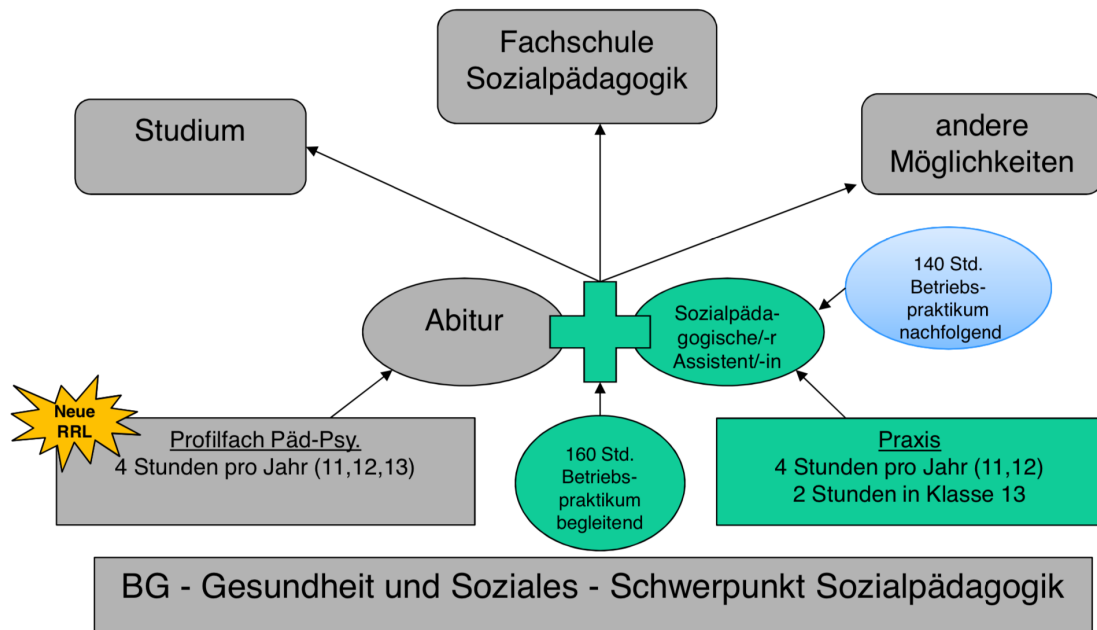 Fachschule
Sozialpädagogik
Studium
andere
Möglichkeiten
140 Std.
Betriebs-
praktikum
nachfolgend
Abitur
Sozialpäda-
gogische/-r
Assistent/-in
Neue
RRL
Profilfach Päd-Psy.
4 Stunden pro Jahr (11,12,13)
160 Std.
Betriebs-
praktikum
begleitend
Praxis
4 Stunden pro Jahr (11,12)
2 Stunden in Klasse 13
BG - Gesundheit und Soziales - Schwerpunkt Sozialpädagogik